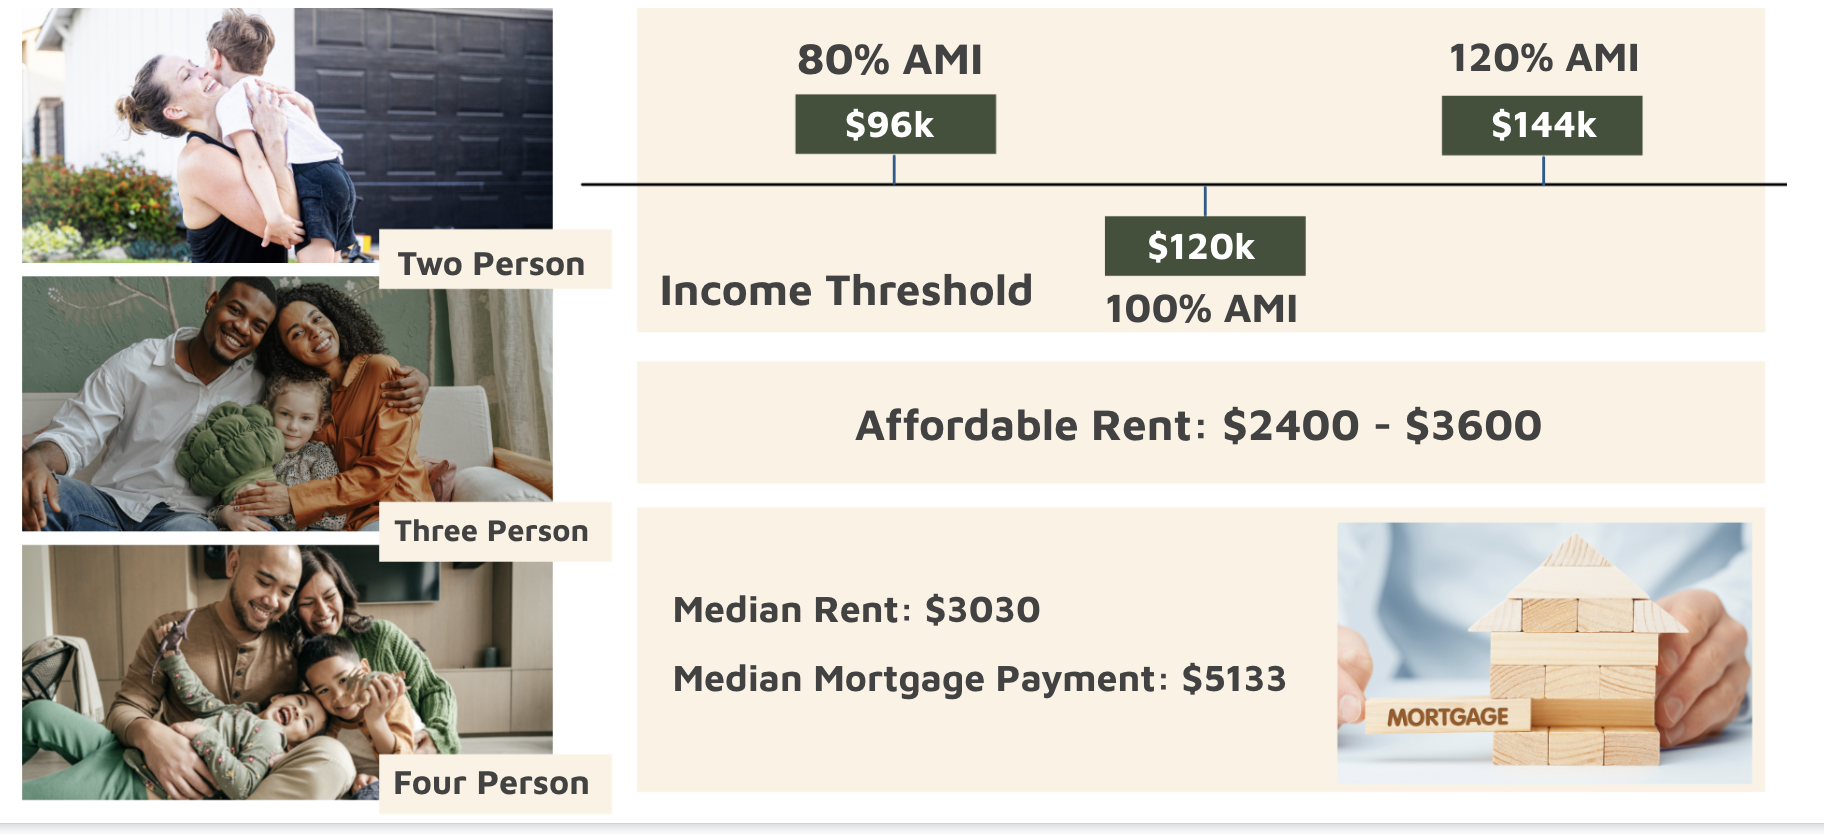 Two Person
Three Person
Four Person
80% AMI
$96k
120% AMI
$144k
$120k
100% AMI
Income Threshold
Affordable Rent: $2400 - $3600
Median Rent: $3030
Median Mortgage Payment: $5133
MORTGAGE